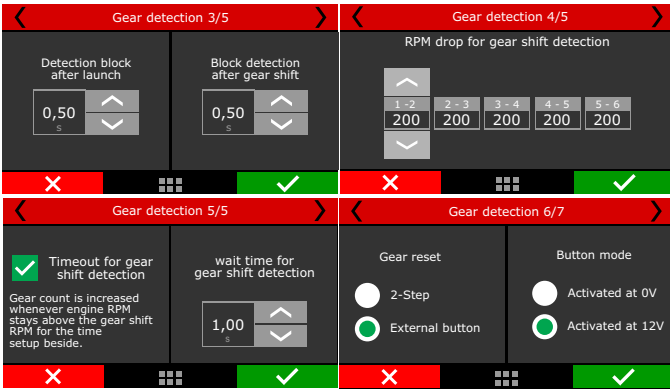 Gear detection 3/5
Detection block
after launch
0,50
s
Block detection
after gear shift
0,50
s
Gear detection 4/5
RPM drop for gear shift detection
1 -2 2 - 3 3 - 4 4 - 5 5 - 6
200 200 200 200 200
Gear detection 5/5
Timeout for gear
shift detection
Gear count is increased
whenever engine RPM
stays above the gear shift
RPM for the time
setup beside.
wait time for
gear shift detection
1,00
s
Gear detection 6/7
Gear reset
2-Step
External button
Button mode
Activated at 0V
Activated at 12V